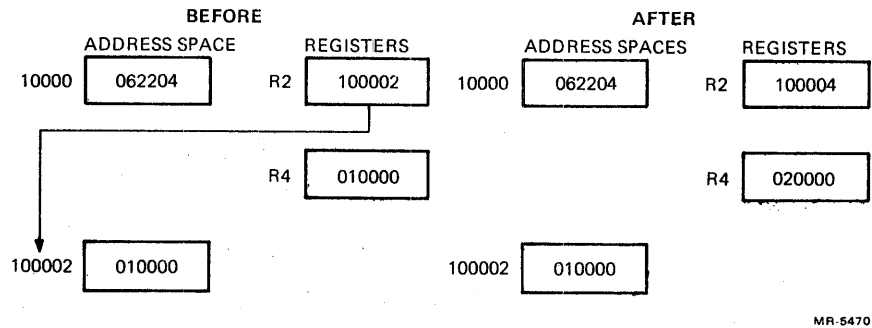 BEFORE AFTER
ADDRESS SPACE REGISTERS ADDRESS SPACES REGISTERS
10000 062204 R2 100002 10000 062204 R2 100004
R4 010000 R4 020000
100002 010000 100002 010000
MR-5470